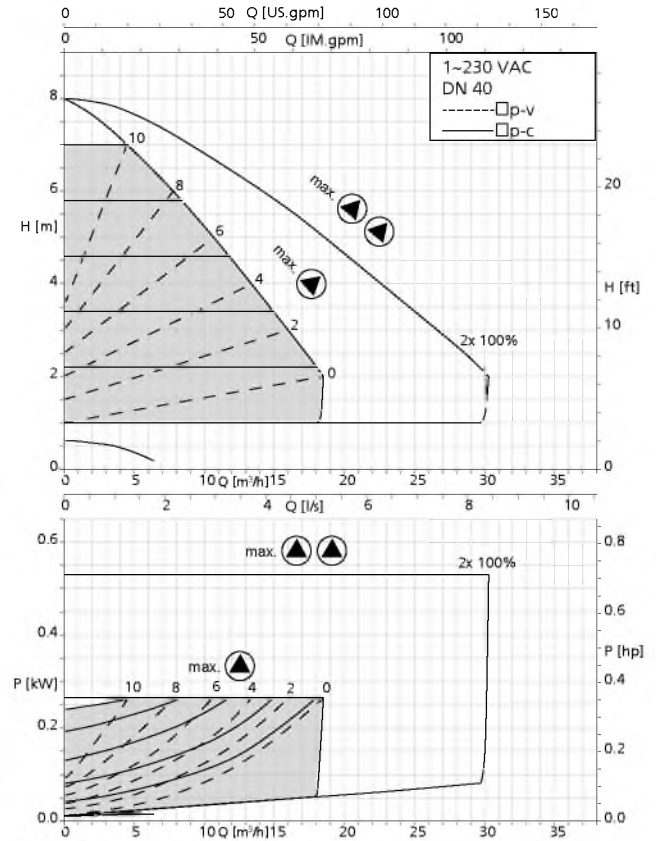 0 50 Q [US.gpm] 100 150
0 Q [IM.gpm] 50 100
1~230 VAC
DN 40
□p-v
□p-c
8
6
H [m]
4
2
0
20
H [ft]
10
0
10
8
6
4
2
0
max.
max.
2x 100%
0 5 10 Q [m³/h] 15 20 25 30 35
0 2 4 Q [l/s] 6 8 10
0.6
0.4
P [kW]
0.2
0.0
0.8
0.6
P [hp]
0.4
0.2
0.0
max.
2x 100%
max.
10 8 6 4 2 0
0 5 10 Q [m³/h] 15 20 25 30 35